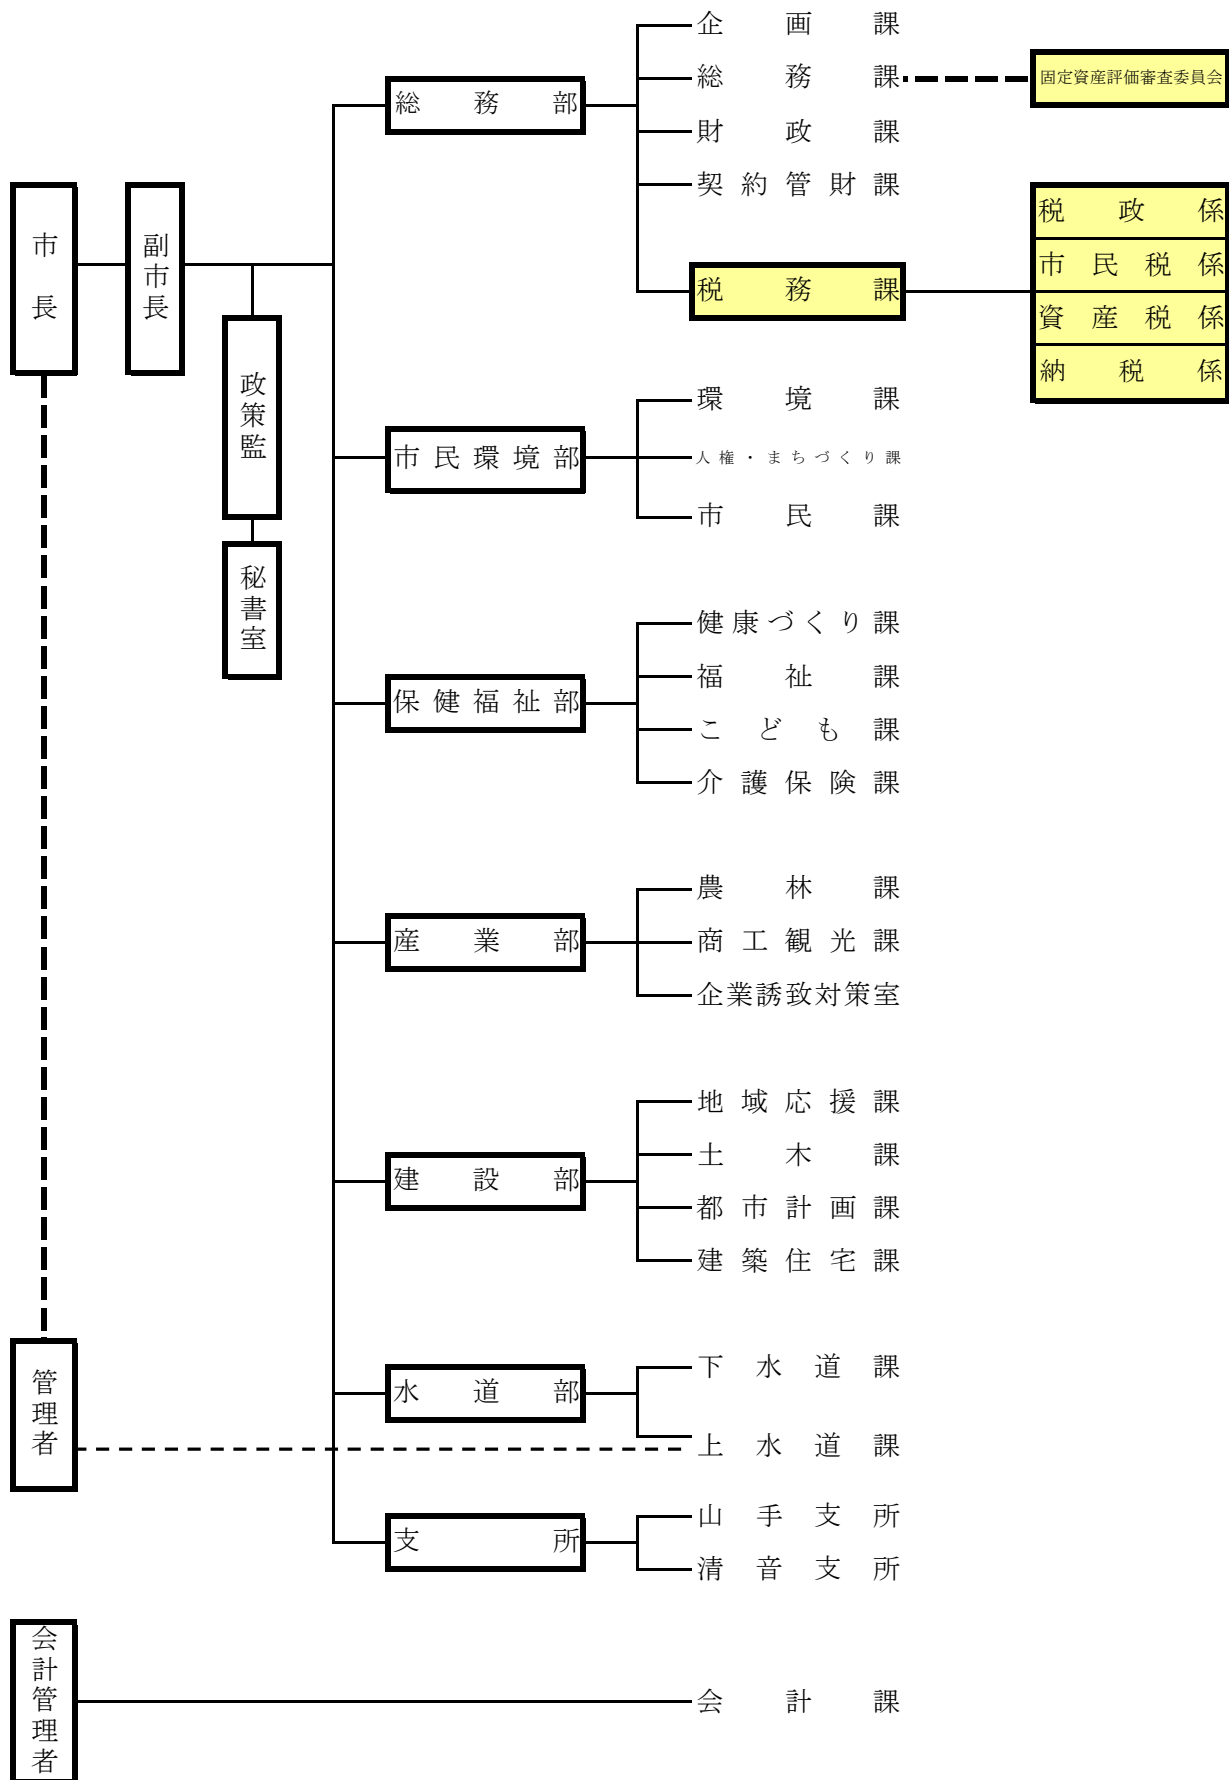 企画課
総務課
固定資産評価審査委員会
総務部
財政課
契約管財課
税務課
税政係
市民税係
資産税係
納税係
市長
副市長
政策監
秘書室
環境課
市民環境部
人権・まちづくり課
市民課
健康づくり課
福祉課
保健福祉部
こども課
介護保険課
農林課
産業部
商工観光課
企業誘致対策室
地域応援課
土木課
建設部
都市計画課
建築住宅課
管理者
下水道課
水道部
上水道課
山手支所
支所
清音支所
会計管理者
会計課